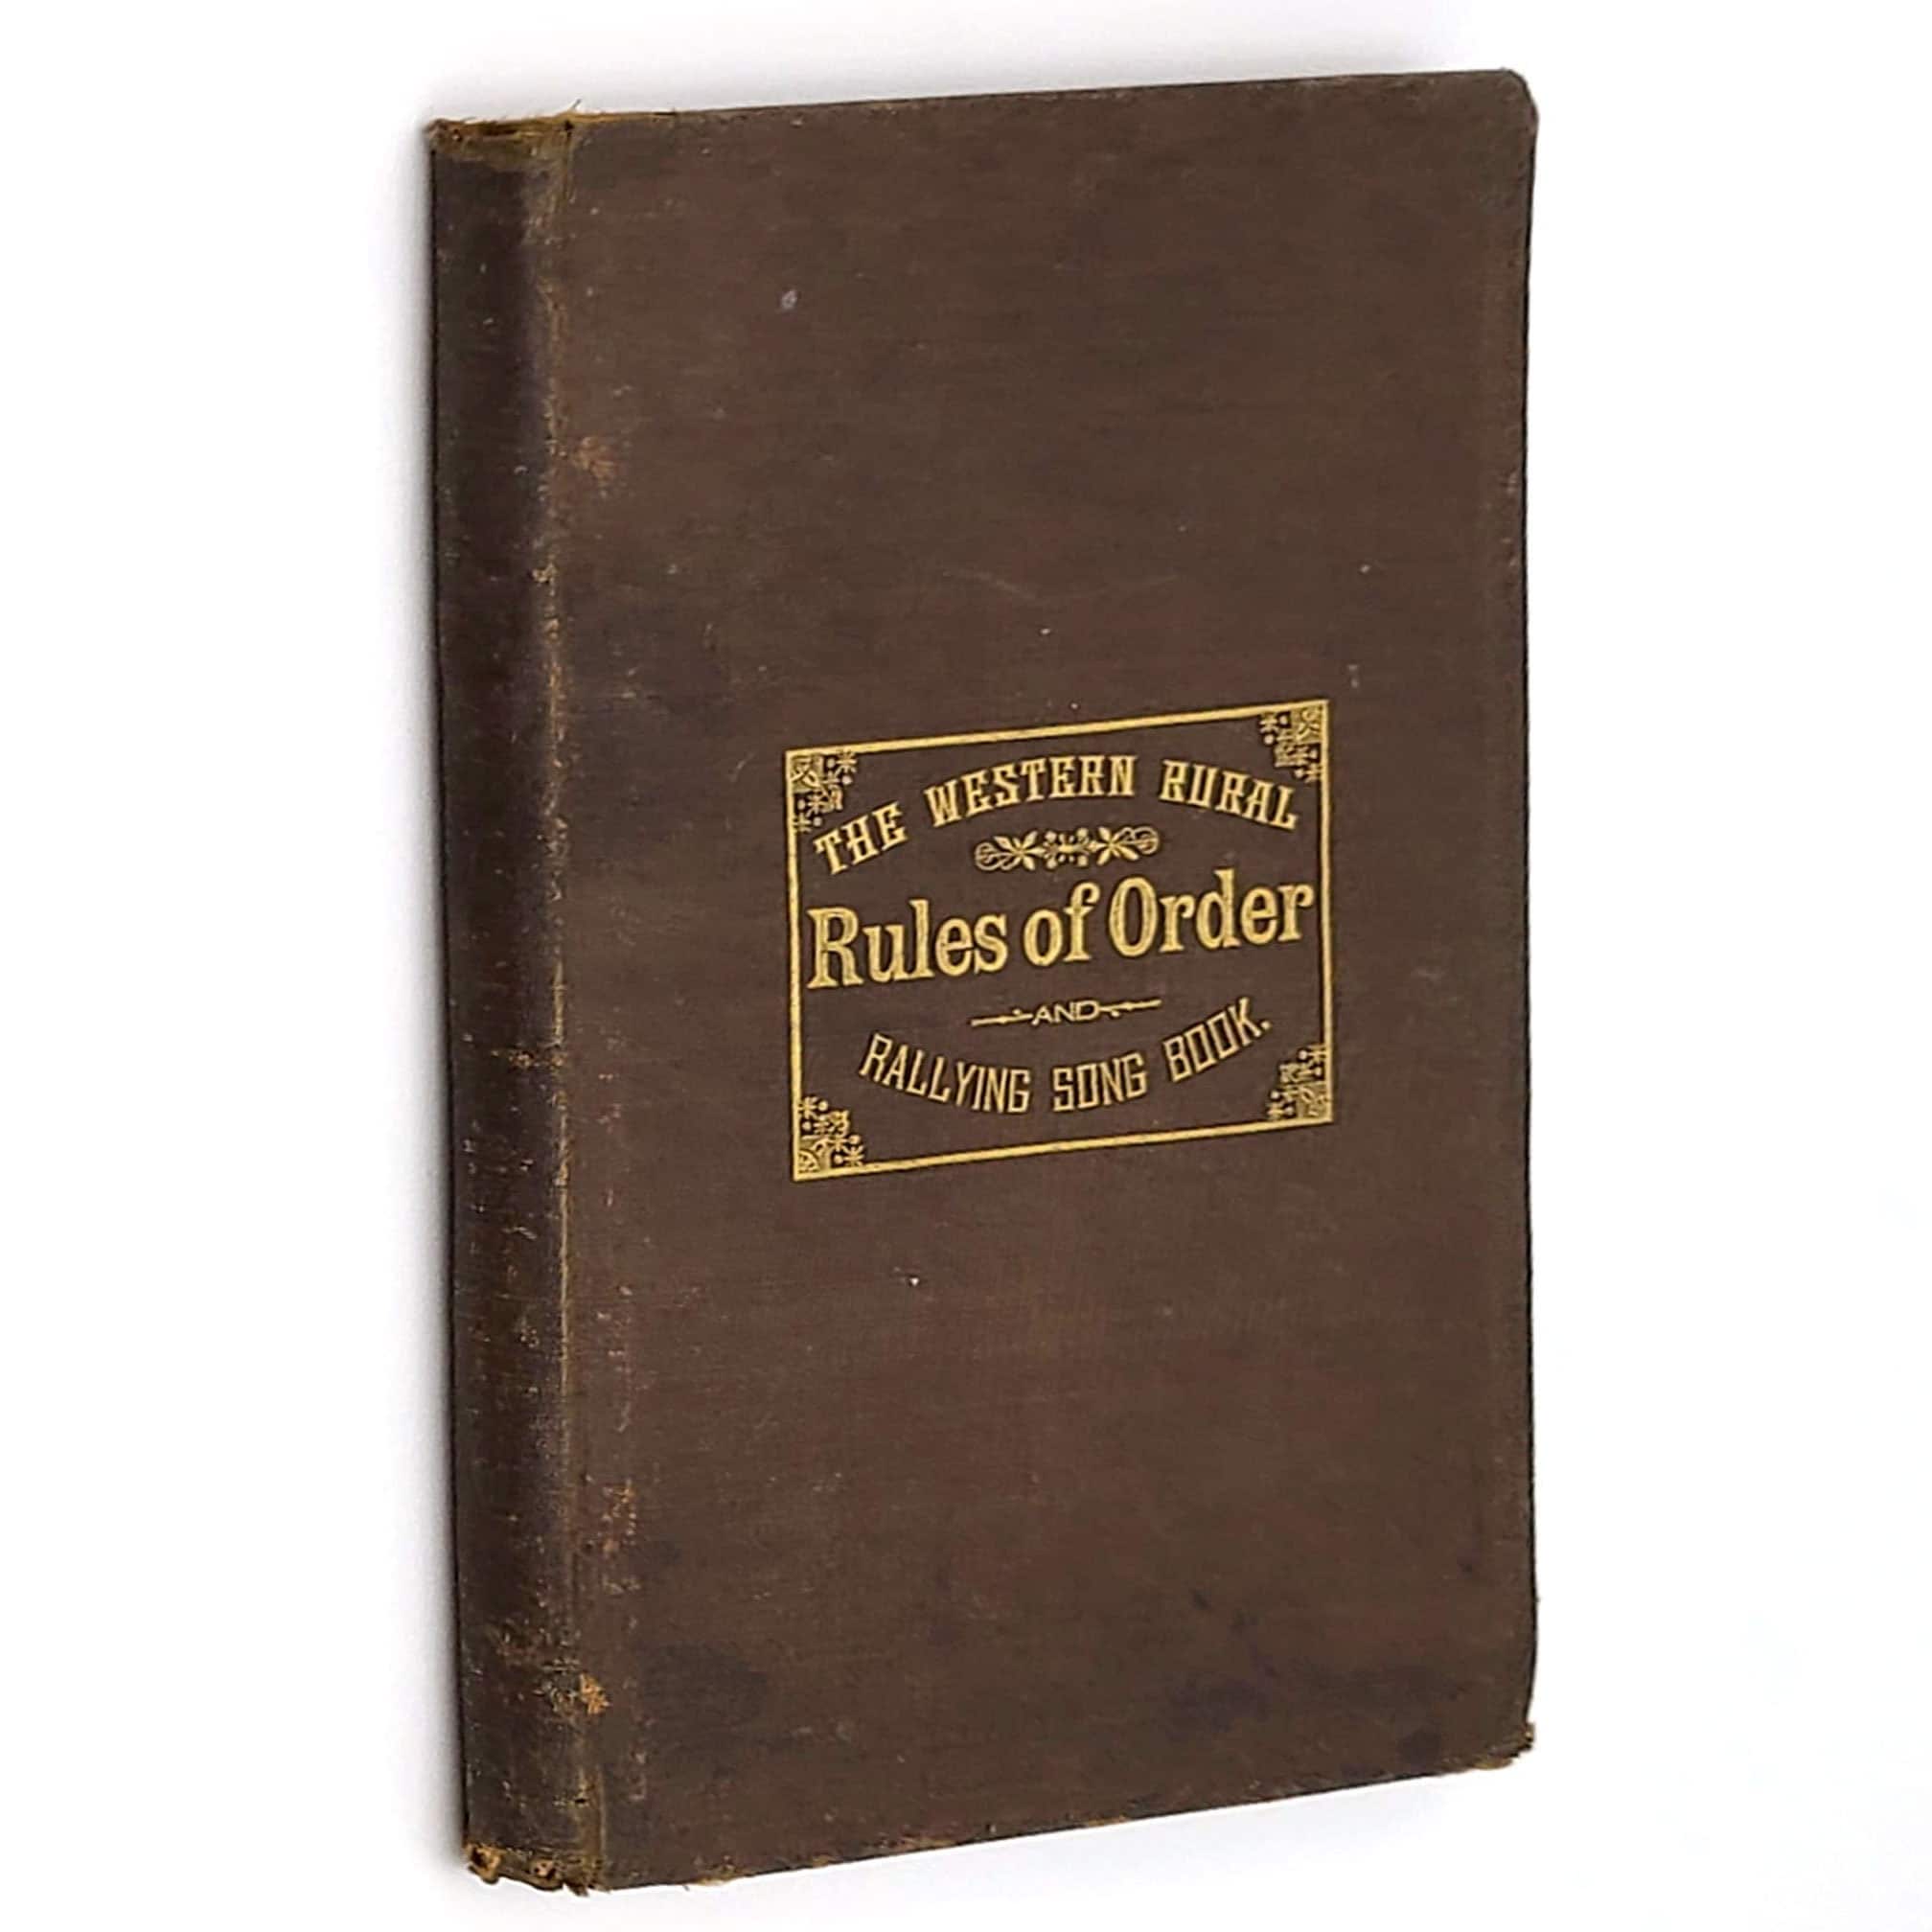 THE WESTERN RURAL
Rules of Order
AND
RALLYING SONG BOOK.